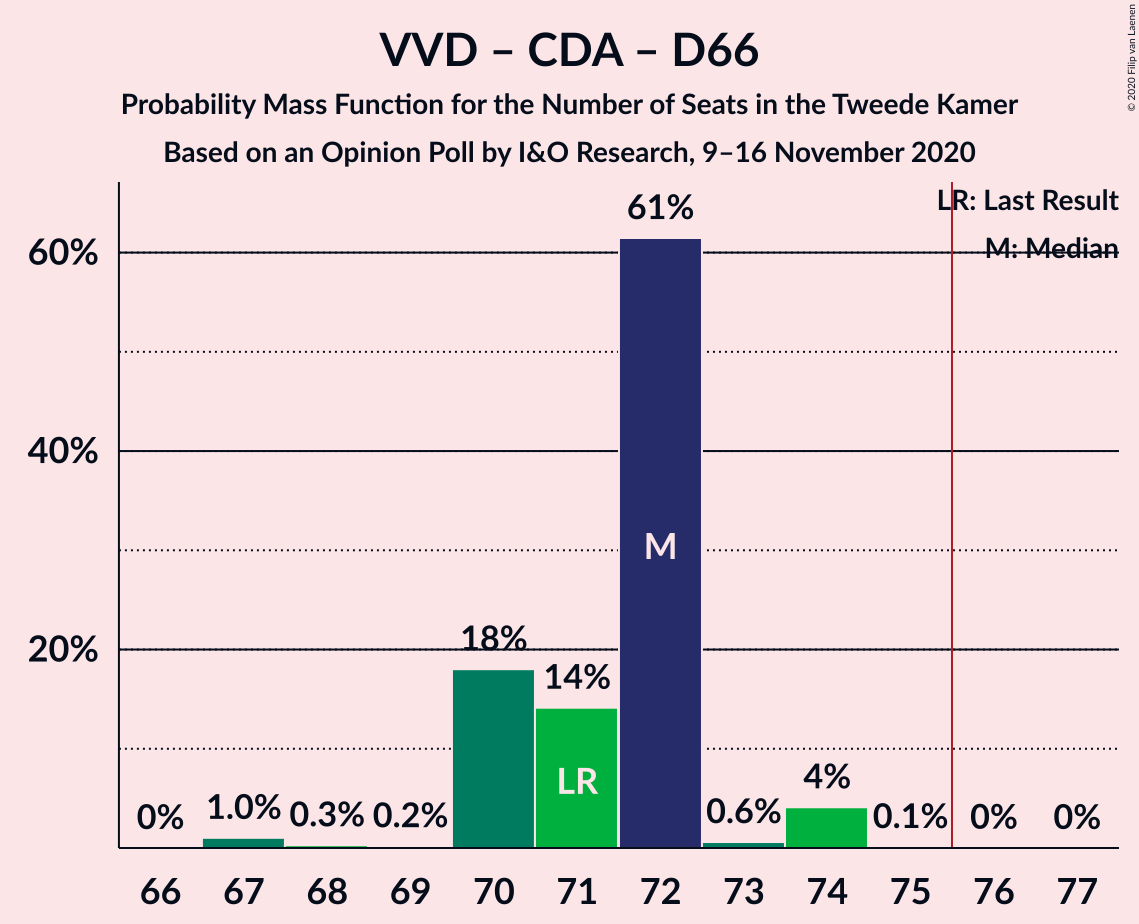 VVD – CDA – D66
Probability Mass Function for the Number of Seats in the Tweede Kamer
Based on an Opinion Poll by I&O Research, 9–16 November 2020
© 2020 Filip van Laenen
LR: Last Result
M: Median
60%
40%
20%
0%
1.0%
0.3%
0.2%
18%
14%
61%
0.6%
4%
0.1%
0%
0%
LR
M
66 67 68 69 70 71 72 73 74 75 76 77